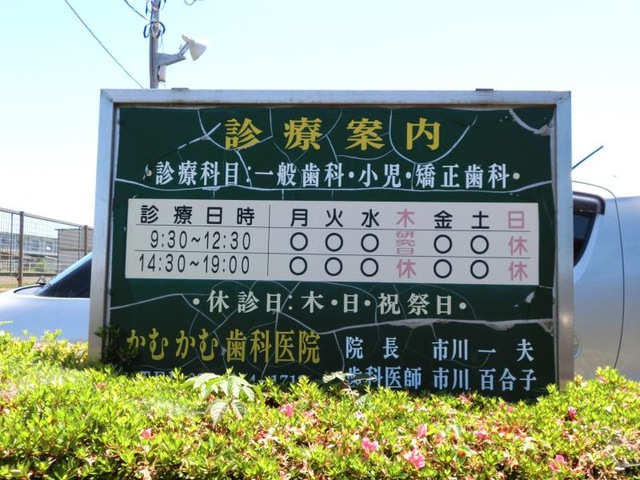 診療案内
・診療科目:一般歯科・小児・矯正歯科・
診療日時 月 火 水 木 金 土 日
9:30~12:30 〇 〇 〇 研究日 〇 〇 休
14:30~19:00 〇 〇 〇 休 〇 〇 休
・休診日:木・日・祝祭日・
かむかむ歯科医院 院長 市川一夫
歯科医師 市川百合子